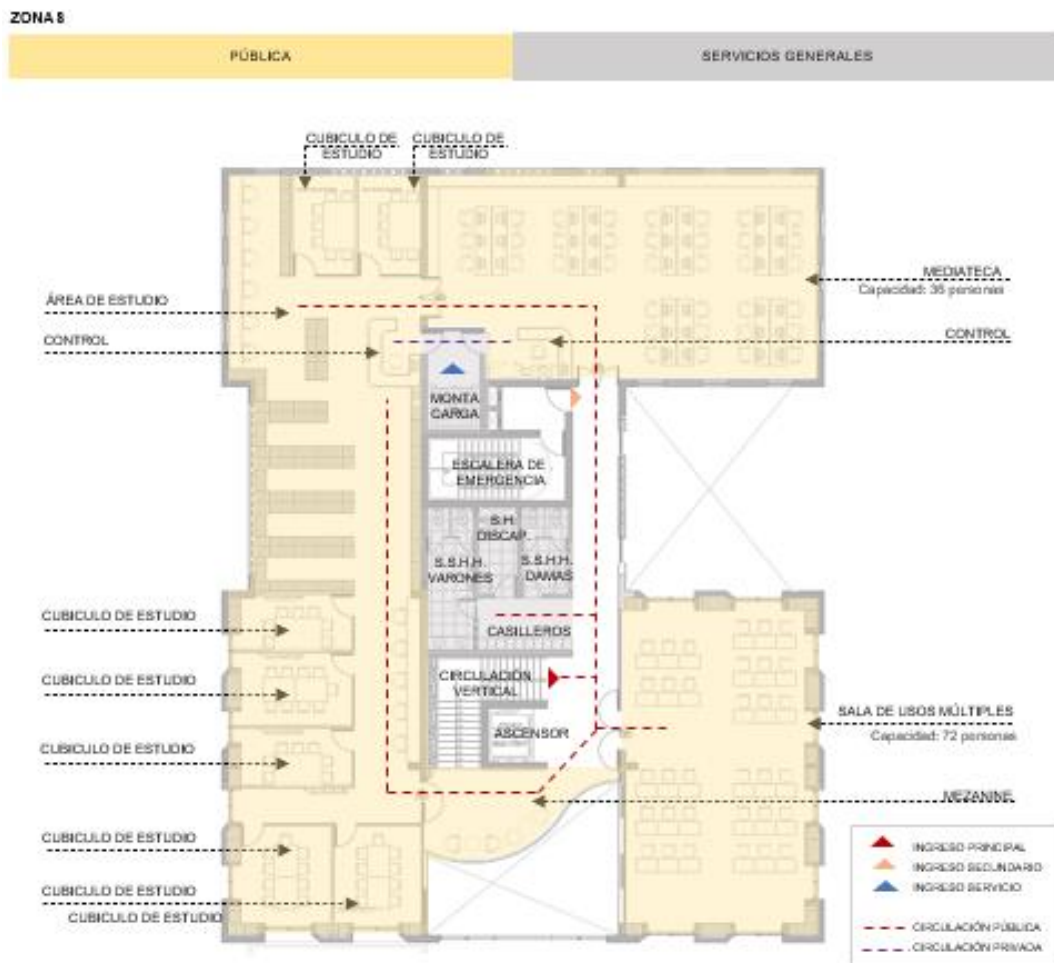 ZONA 8
PÚBLICA
SERVICIOS GENERALES
CUBICULO DE
ESTUDIO
CUBICULO DE
ESTUDIO
MEDIATECA
Capacidad: 36 personas
ÁREA DE ESTUDIO
CONTROL
CONTROL
MONTA
CARGA
ESCALERA DE
EMERGENCIA
S.H.
DISCAP.
S.S.H.H.
VARONES
S.S.H.H.
DAMAS
CUBICULO DE ESTUDIO
CASILLEROS
CUBICULO DE ESTUDIO
CIRCULACIÓN
VERTICAL
SALA DE USOS MÚLTIPLES
Capacidad: 72 personas
ASCENSOR
CUBICULO DE ESTUDIO
MEZANINE
CUBICULO DE ESTUDIO
CUBICULO DE ESTUDIO
CUBICULO DE ESTUDIO
INGRESO PRINCIPAL
INGRESO SECUNDARIO
INGRESO SERVICIO
CIRCULACIÓN PÚBLICA
CIRCULACIÓN PRIVADA